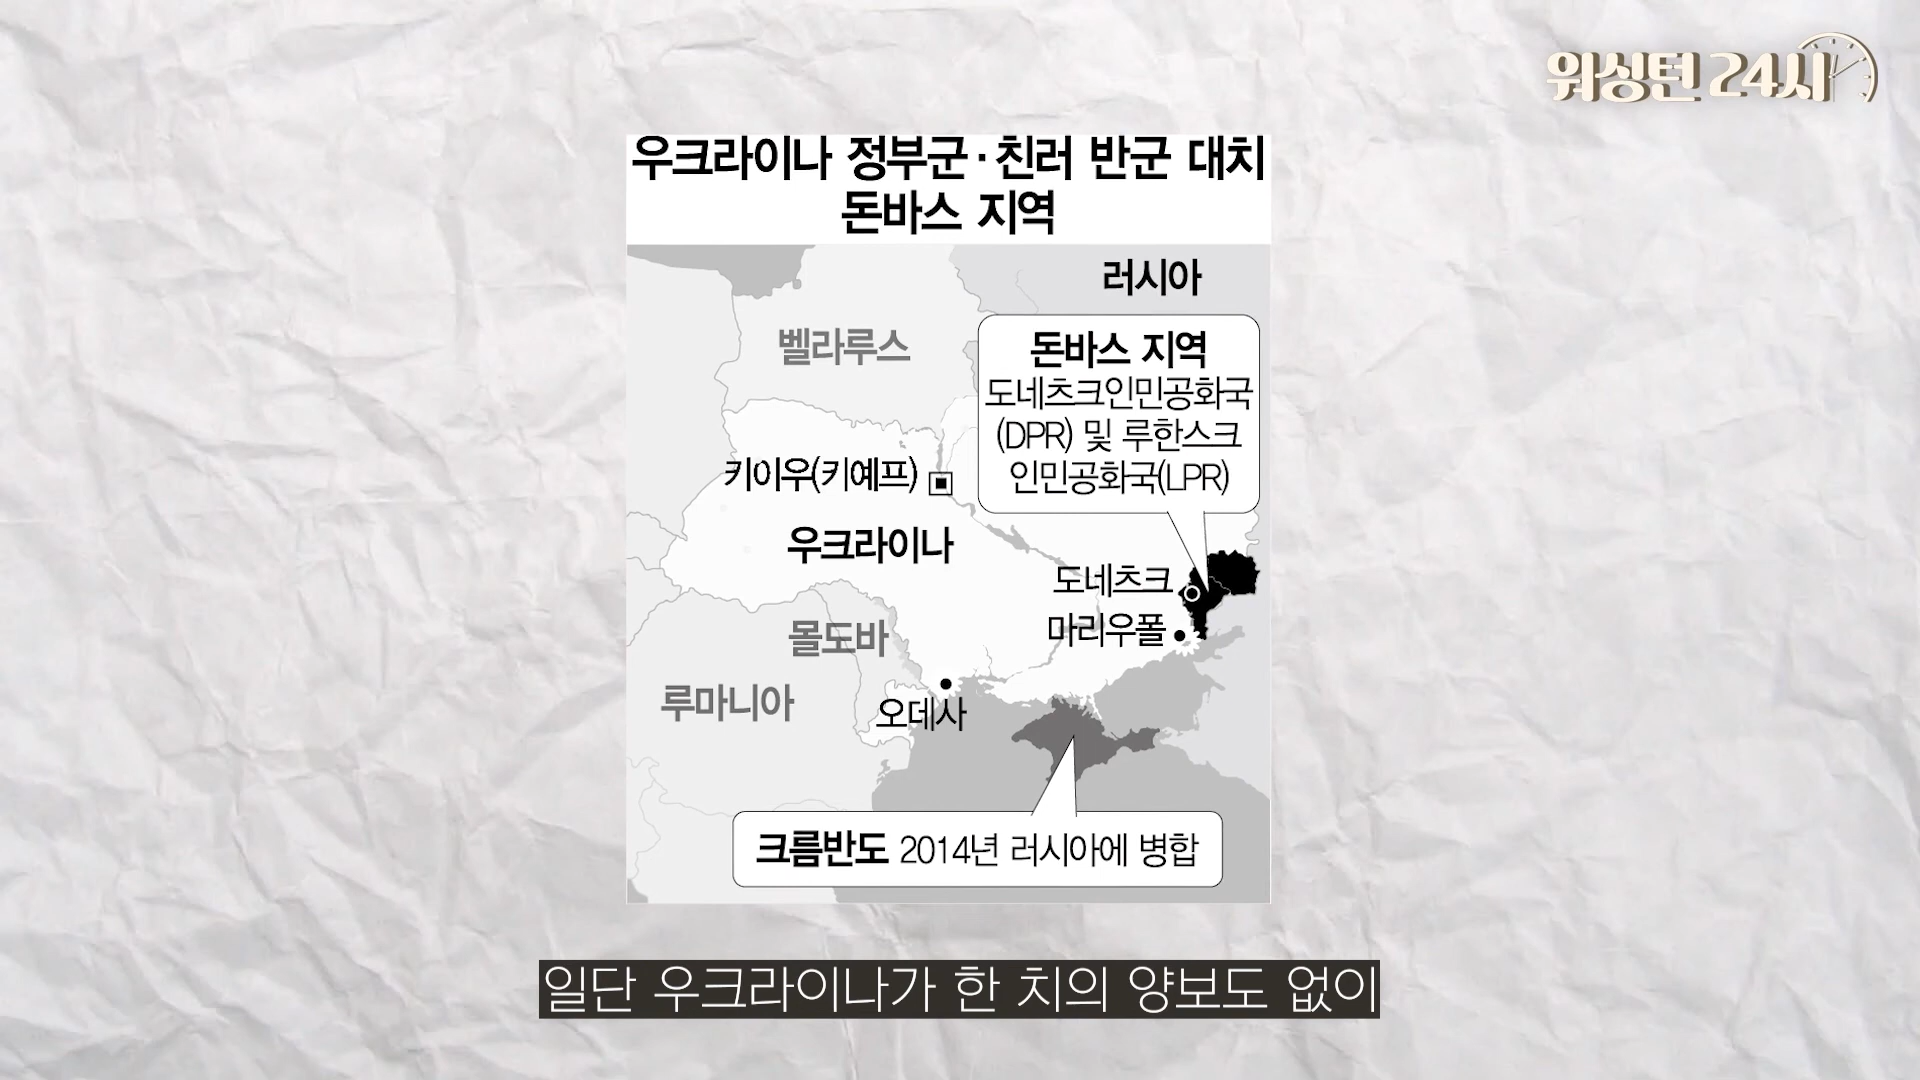 워싱턴 24시
우크라이나 정부군·친러 반군 대치
돈바스 지역
러시아
벨라루스
돈바스 지역
도네츠크인민공화국
(DPR) 및 루한스크
인민공화국(LPR)
키이우(키예프)
우크라이나
도네츠크
마리우폴
몰도바
루마니아
오데사
크름반도 2014년 러시아에 병합
일단 우크라이나가 한 치의 양보도 없이